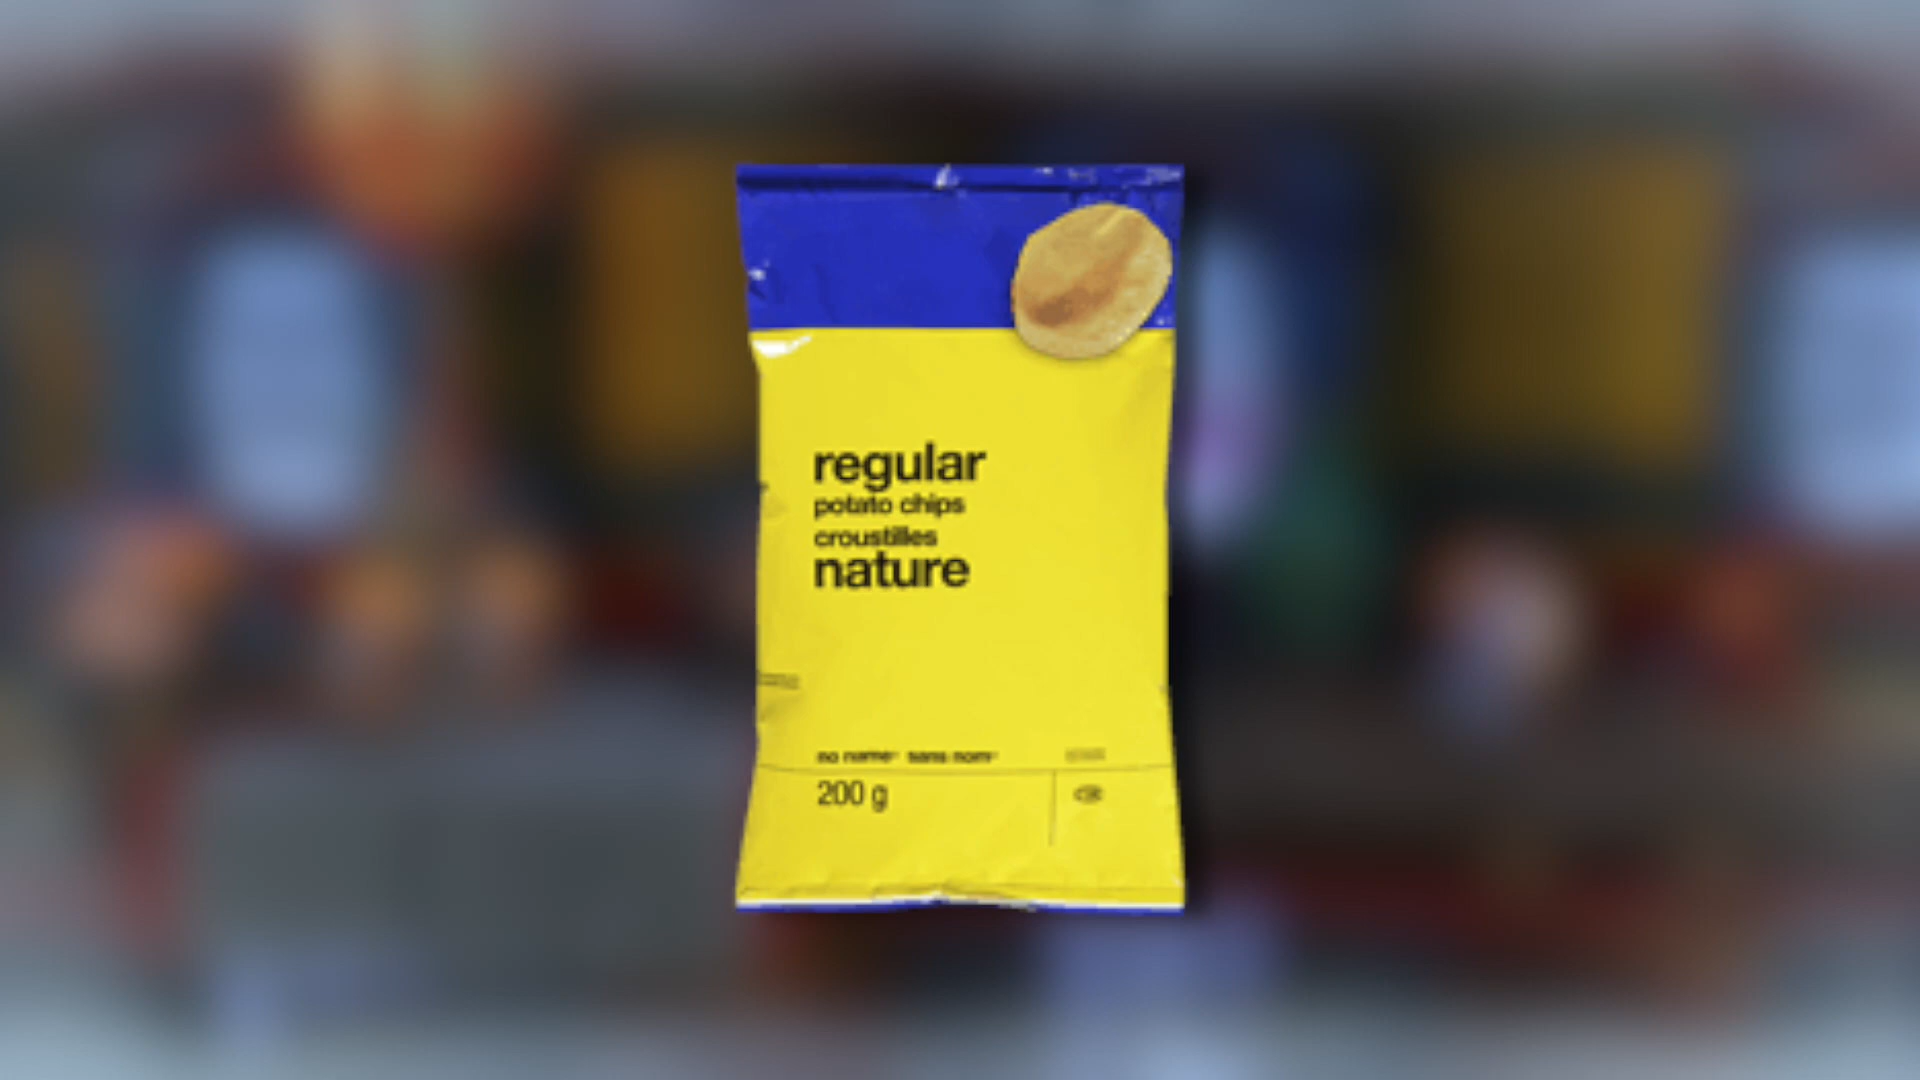 regular
potato chips
croustilles
nature
no name® sans nom®
200 g